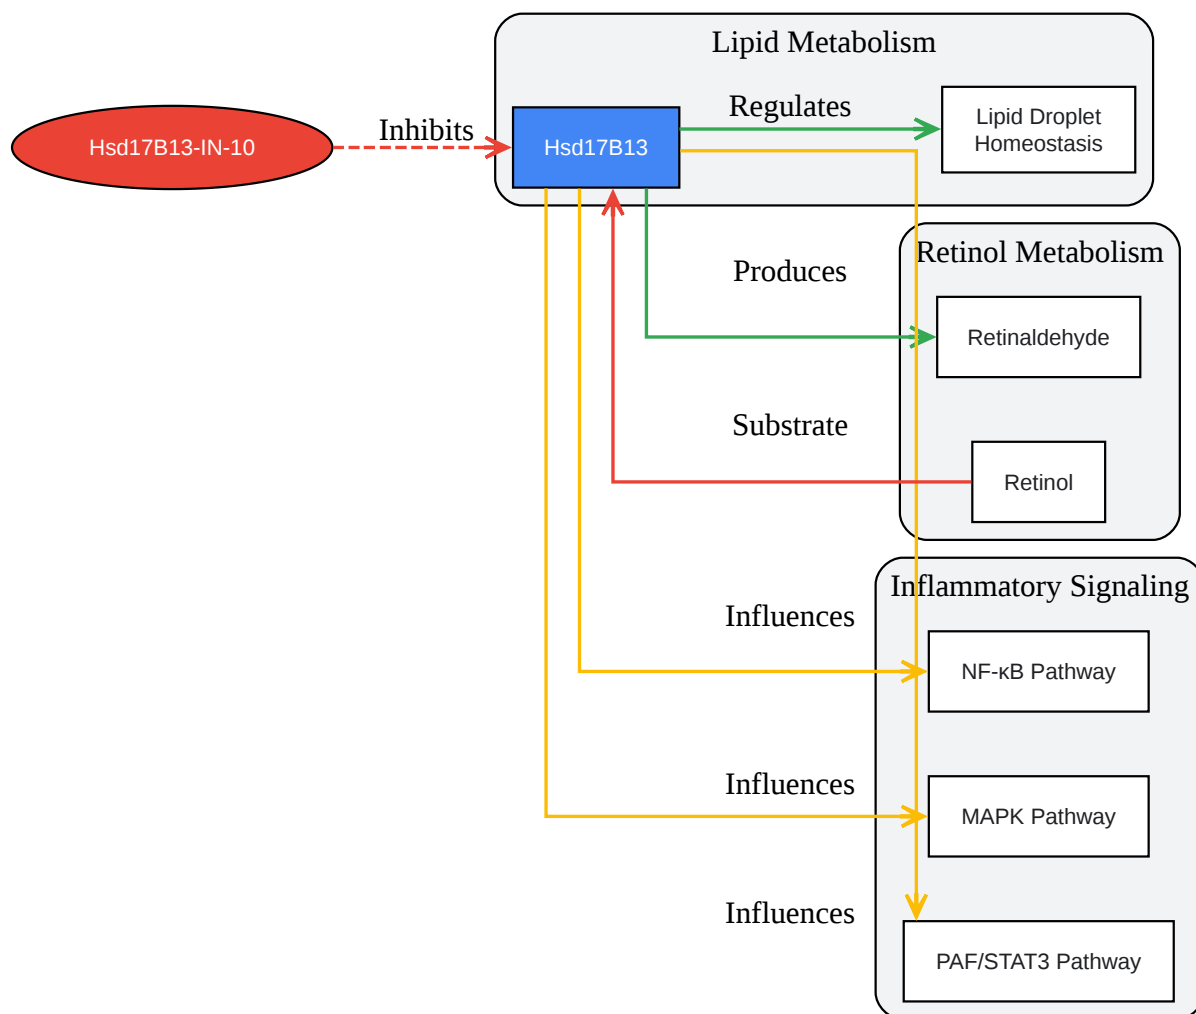 Lipid Metabolism
Hsd17B13-IN-10
Inhibits
Hsd17B13
Regulates
Lipid Droplet
Homeostasis
Retinol Metabolism
Produces
Retinaldehyde
Substrate
Retinol
Inflammatory Signaling
Influences
NF-κB Pathway
Influences
MAPK Pathway
Influences
PAF/STAT3 Pathway